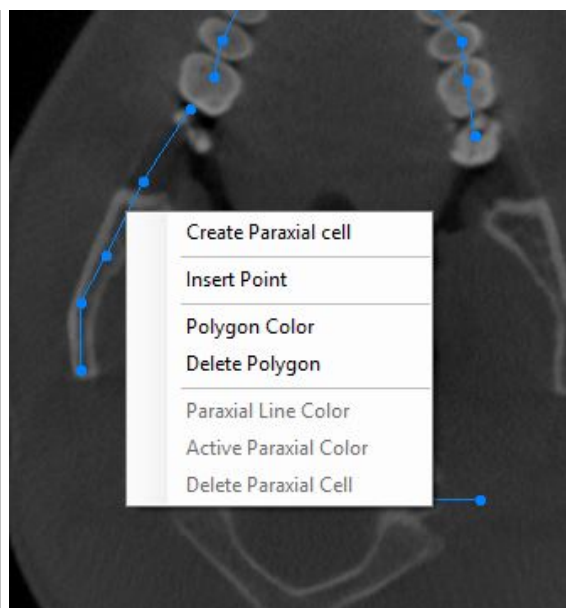 Create Paraxial cell
Insert Point
Polygon Color
Delete Polygon
Paraxial Line Color
Active Paraxial Color
Delete Paraxial Cell